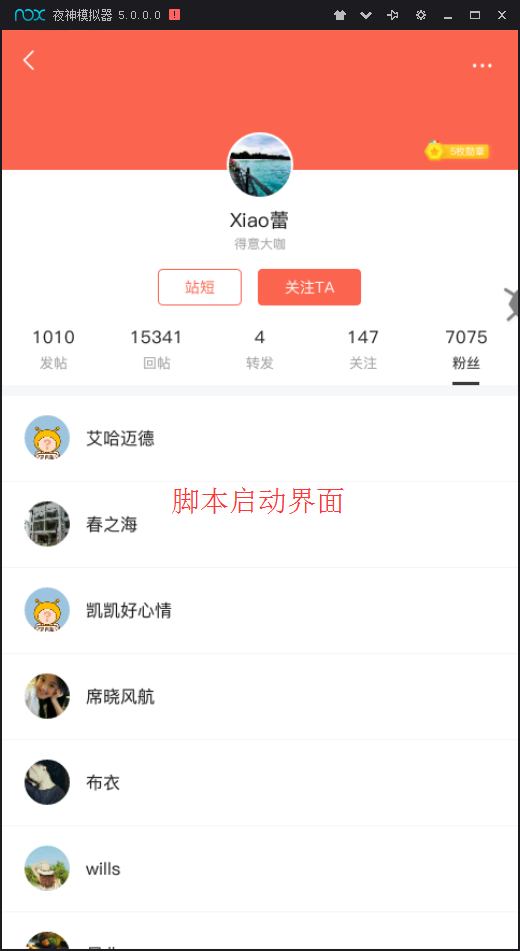 nox 夜神模拟器 5.0.0.0
5枚勋章
Xiao蕾
得意大咖
站短 关注TA
1010 15341 4 147 7075
发帖 回帖 转发 关注 粉丝
艾哈迈德
脚本启动界面
春之海
凯凯好心情
席晓风航
布衣
wills